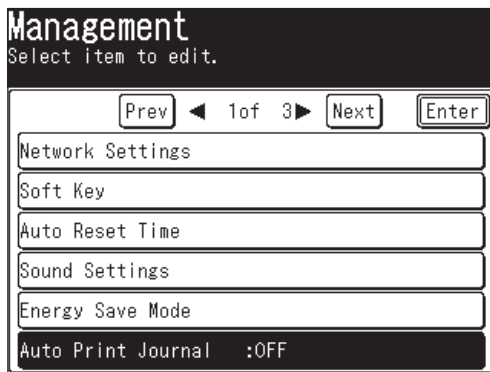 Management
Select item to edit.
Prev ◀ 1of 3▶ Next Enter
Network Settings
Soft Key
Auto Reset Time
Sound Settings
Energy Save Mode
Auto Print Journal :OFF